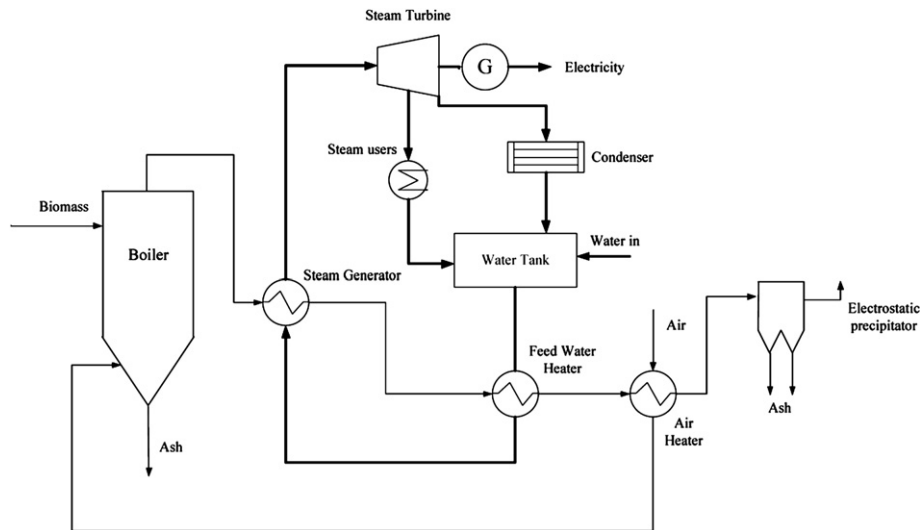 Steam Turbine
G
Electricity
Steam users
Condenser
Biomass
Boiler
Water in
Water Tank
Steam Generator
Electrostatic
precipitator
Air
Feed Water
Heater
Ash
Air
Heater
Ash